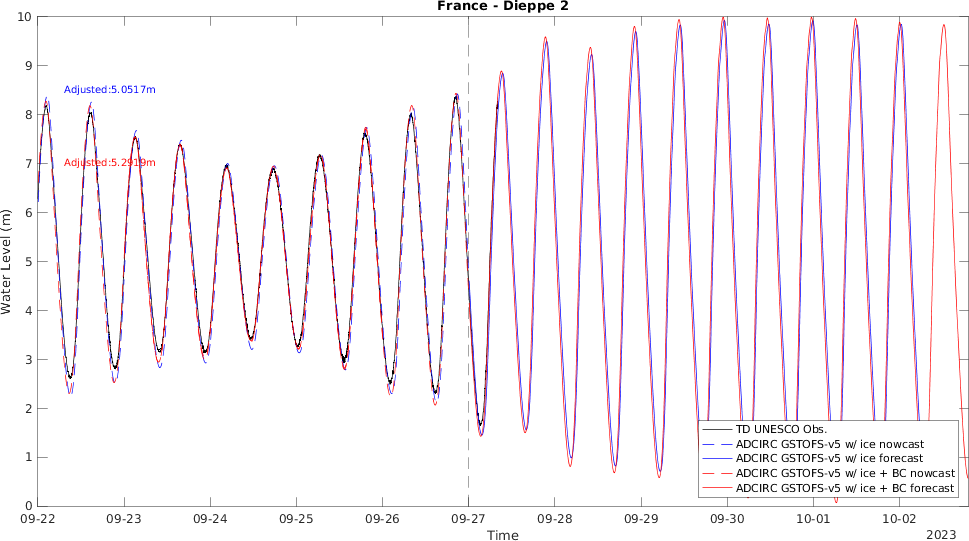 France - Dieppe 2
Water Level (m)
10
9
8
7
6
5
4
3
2
1
0
Adjusted:5.0517m
Adjusted:5.2919m
TD UNESCO Obs.
ADCIRC GSTOFS-v5 w/ ice nowcast
ADCIRC GSTOFS-v5 w/ ice forecast
ADCIRC GSTOFS-v5 w/ ice + BC nowcast
ADCIRC GSTOFS-v5 w/ ice + BC forecast
09-22 09-23 09-24 09-25 09-26 09-27 09-28 09-29 09-30 10-01 10-02
Time
2023